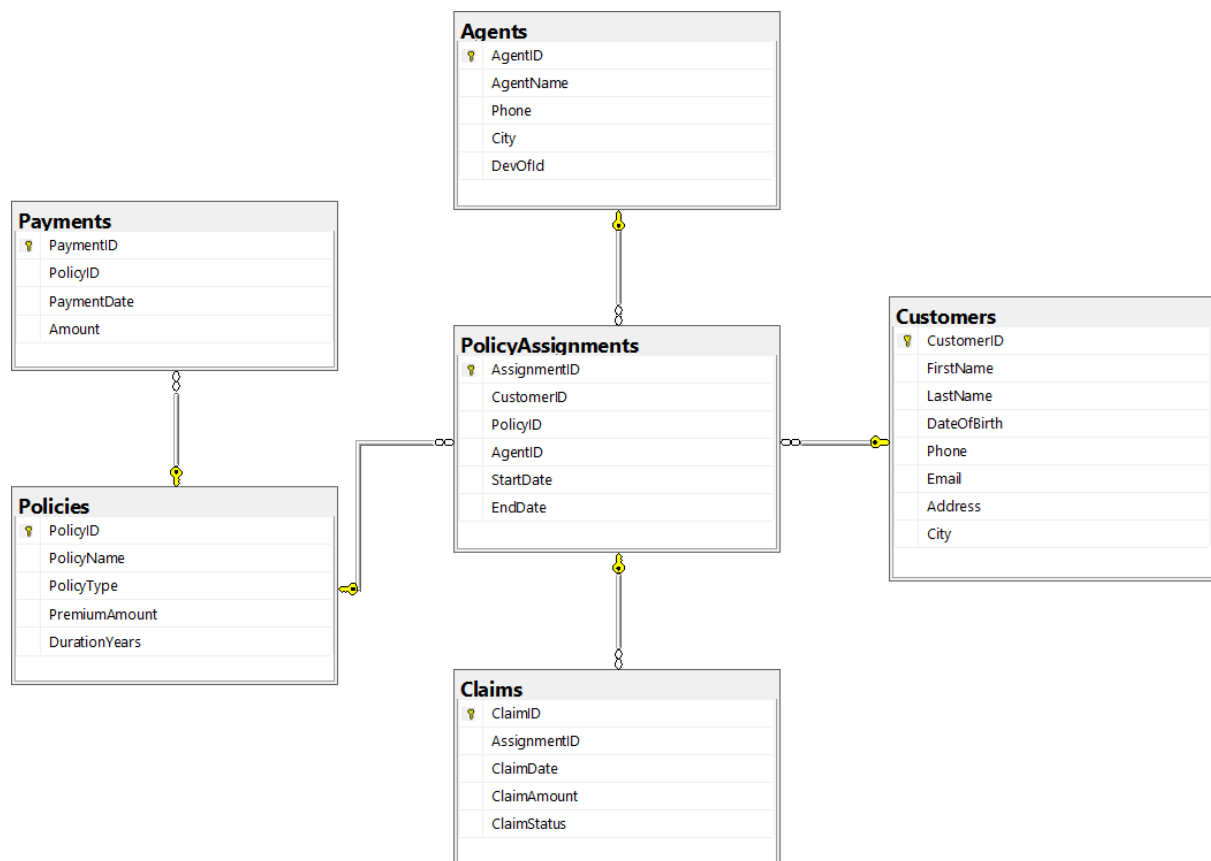 Agents
AgentID
AgentName
Phone
City
DevOfId
Payments
PaymentID
PolicyID
PaymentDate
Amount
PolicyAssignments
AssignmentID
CustomerID
PolicyID
AgentID
StartDate
EndDate
Customers
CustomerID
FirstName
LastName
DateOfBirth
Phone
Email
Address
City
Policies
PolicyID
PolicyName
PolicyType
PremiumAmount
DurationYears
Claims
ClaimID
AssignmentID
ClaimDate
ClaimAmount
ClaimStatus